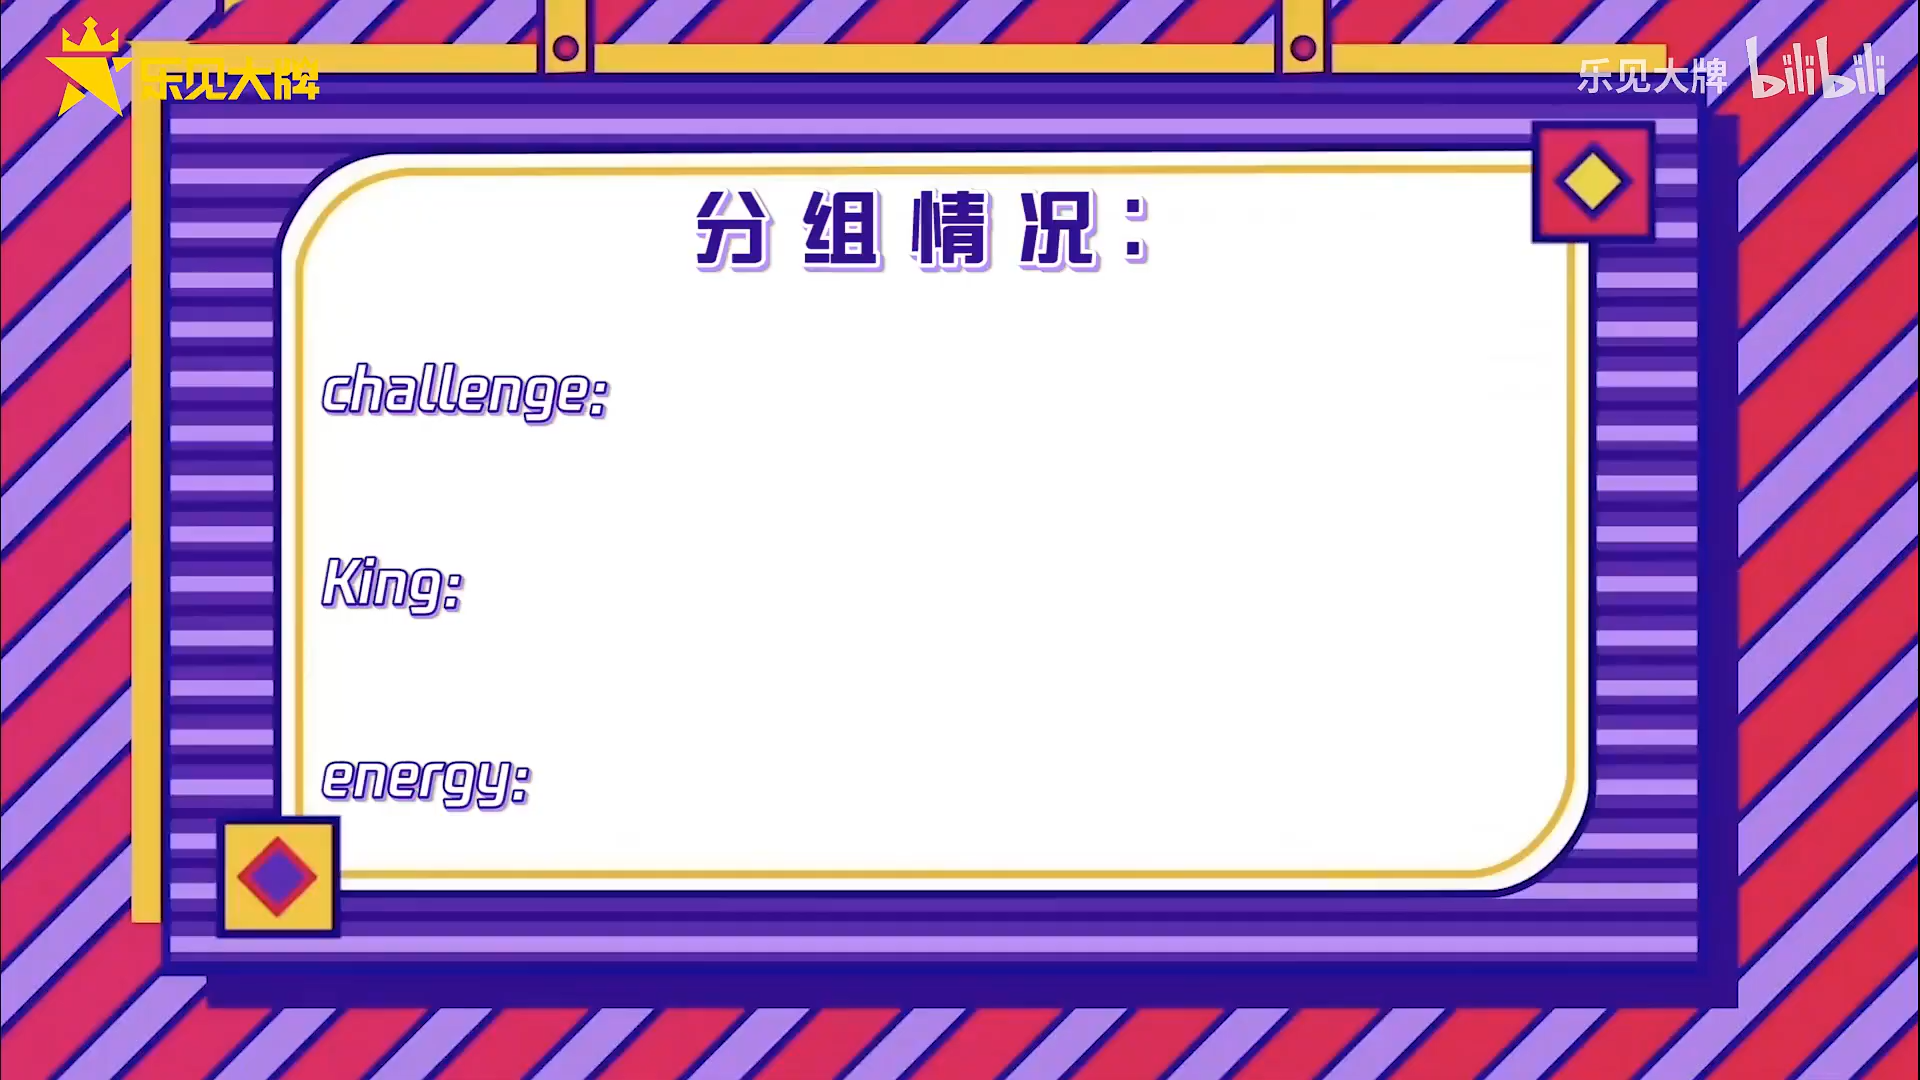 乐见大牌
乐见大牌 bilibili
分组情况：
challenge:
King:
energy: